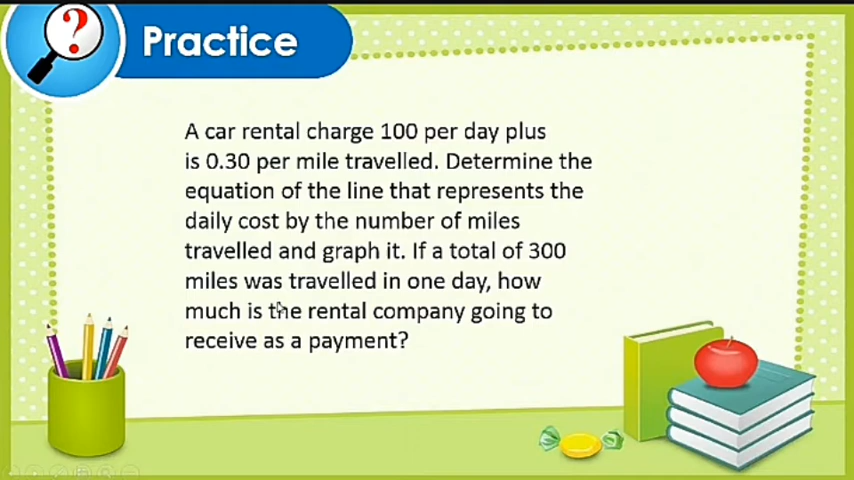 ?
Practice
A car rental charge 100 per day plus
is 0.30 per mile travelled. Determine the
equation of the line that represents the
daily cost by the number of miles
travelled and graph it. If a total of 300
miles was travelled in one day, how
much is the rental company going to
receive as a payment?